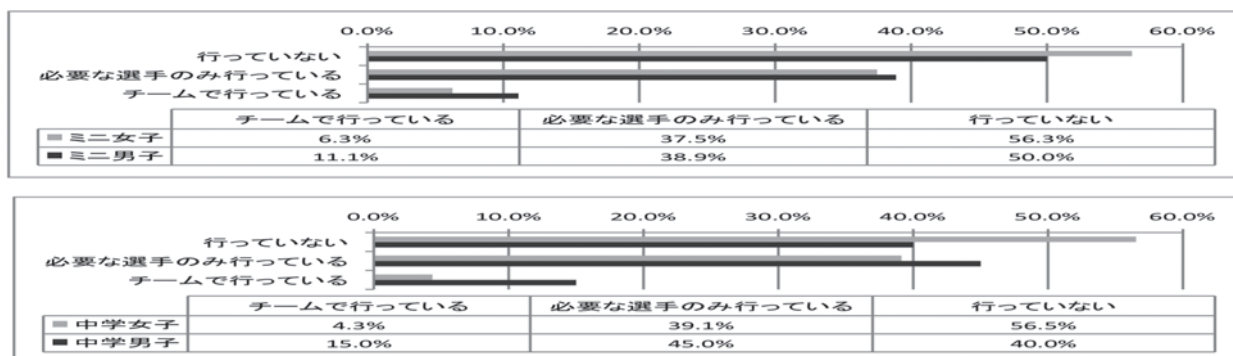 0.0% 10.0% 20.0% 30.0% 40.0% 50.0% 60.0%
行っていない
必要な選手のみ行っている
チームで行っている
チームで行っている 必要な選手のみ行っている 行っていない
ミニ女子 6.3% 37.5% 56.3%
ミニ男子 11.1% 38.9% 50.0%
0.0% 10.0% 20.0% 30.0% 40.0% 50.0% 60.0%
行っていない
必要な選手のみ行っている
チームで行っている
チームで行っている 必要な選手のみ行っている 行っていない
中学女子 4.3% 39.1% 56.5%
中学男子 15.0% 45.0% 40.0%